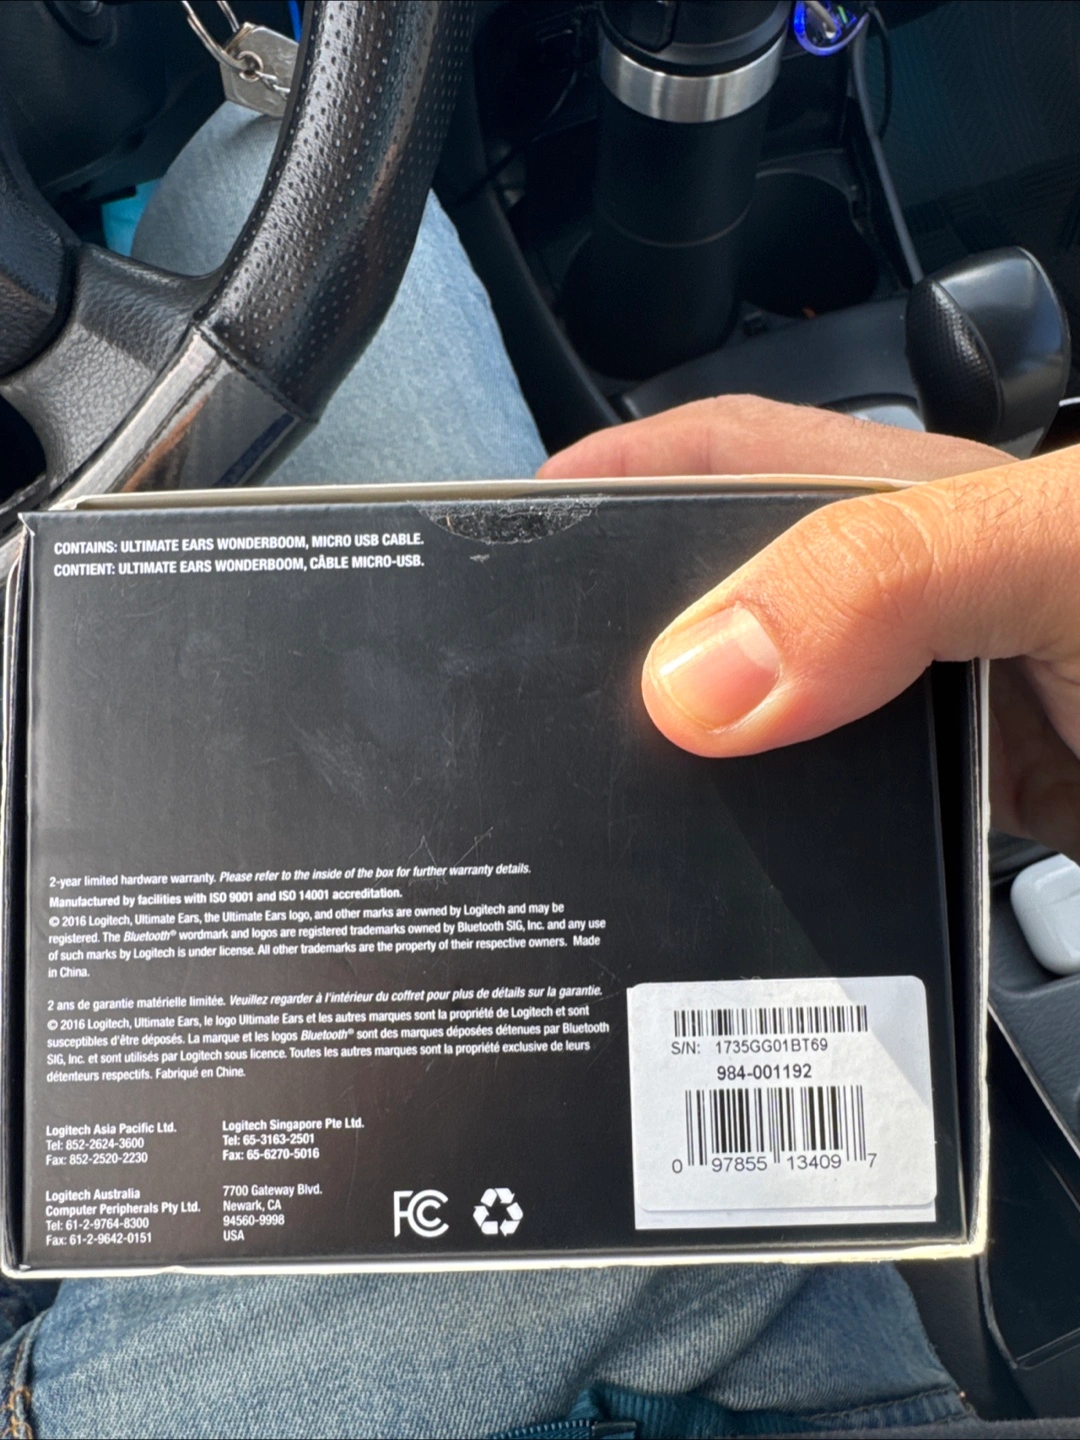 CONTAINS: ULTIMATE EARS WONDERBOOM, MICRO USB CABLE.
CONTIENT: ULTIMATE EARS WONDERBOOM, CÂBLE MICRO-USB.
2-year limited hardware warranty. Please refer to the inside of the box for further warranty details.
Manufactured by facilities with ISO 9001 and ISO 14001 accreditation.
© 2016 Logitech, Ultimate Ears, the Ultimate Ears logo, and other marks are owned by Logitech and may be
registered. The Bluetooth® wordmark and logos are registered trademarks owned by Bluetooth SIG, Inc. and any use
of such marks by Logitech is under license. All other trademarks are the property of their respective owners. Made
in China.
2 ans de garantie matérielle limitée. Veuillez regarder à l'intérieur du coffret pour plus de détails sur la garantie.
© 2016 Logitech, Ultimate Ears, le logo Ultimate Ears et les autres marques sont la propriété de Logitech et sont
susceptibles d'être déposés. La marque et les logos Bluetooth® sont des marques déposées détenues par Bluetooth
SIG, Inc. et sont utilisés par Logitech sous licence. Toutes les autres marques sont la propriété exclusive de leurs
détenteurs respectifs. Fabriqué en Chine.
Logitech Asia Pacific Ltd.
Tel: 852-2624-3600
Fax: 852-2520-2230
Logitech Singapore Pte Ltd.
Tel: 65-3163-2501
Fax: 65-6270-5016
Logitech Australia
Computer Peripherals Pty Ltd.
Tel: 61-2-9764-8300
Fax: 61-2-9642-0151
7700 Gateway Blvd.
Newark, CA
94560-9998
USA
FC
S/N: 1735GG01BT69
984-001192
0 97855 13409 7